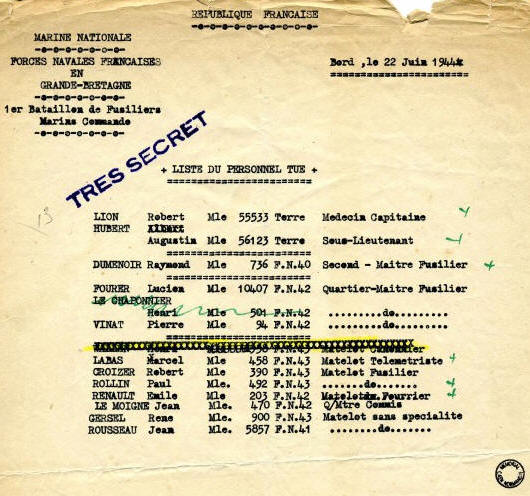 REPUBLIQUE FRANCAISE
MARINE NATIONALE
FORCES NAVALES FRANCAISES
EN
GRANDE-BRETAGNE
1er Bataillon de Fusiliers
Marins Commando
Bord ,le 22 Juin 1944
TRES SECRET
+ LISTE DU PERSONNEL TUE +
13
LION Robert Mle 55533 Terre Medecin Capitaine
HUBERT
Augustin Mle 56123 Terre Sous-Lieutenant
DUMENOIR Raymond Mle 736 F.N.40 Second - Maitre Fusilier
FOURER Lucien Mle 10407 F.N.42 Quartier-Maitre Fusilier
LE CHAPONNIER
Henri Mle 501 F.N.42 ........de........
VINAT Pierre Mle 94 F.N.42 ........de........
LABAS Marcel Mle 458 F.N.43 Matelot Telemetriste
CROIZER Robert Mle 390 F.N.43 Matelot Fusilier
ROLLIN Paul Mle. 492 F.N.43 ........de.......
RENAULT Emile Mle 203 F.N.42 Matelot Fourrier
LE MOIGNE Jean Mle. 470 F.N.42 Q/Mtre Commis
GERSEL Rene Mle. 900 F.N.43 Matelot sans specialite
ROUSSEAU Jean Mle. 5857 F.N.41 ........de.......